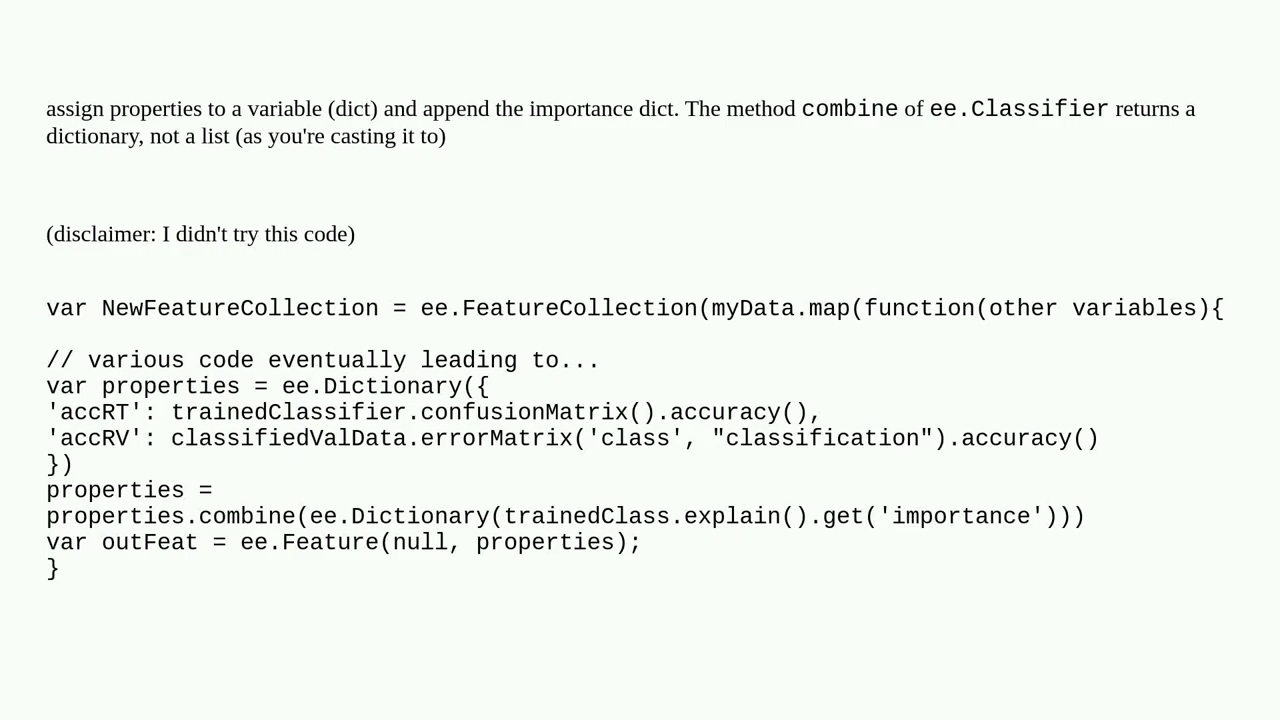 assign properties to a variable (dict) and append the importance dict. The method combine of ee.Classifier returns a
dictionary, not a list (as you're casting it to)
(disclaimer: I didn't try this code)
var NewFeatureCollection = ee.FeatureCollection(myData.map(function(other variables){
// various code eventually leading to...
var properties = ee.Dictionary({
'accRT': trainedClassifier.confusionMatrix().accuracy(),
'accRV': classifiedValData.errorMatrix('class', "classification").accuracy()
})
properties =
properties.combine(ee.Dictionary(trainedClass.explain().get('importance')))
var outFeat = ee.Feature(null, properties);
}